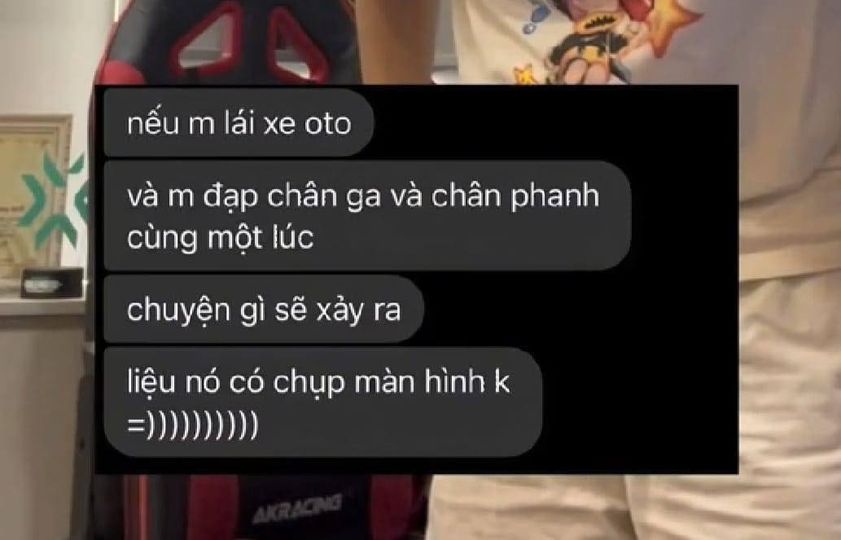 nếu m lái xe oto
và m đạp chân ga và chân phanh
cùng một lúc
chuyện gì sẽ xảy ra
liệu nó có chụp màn hình k
=))))))))))
AKRACING